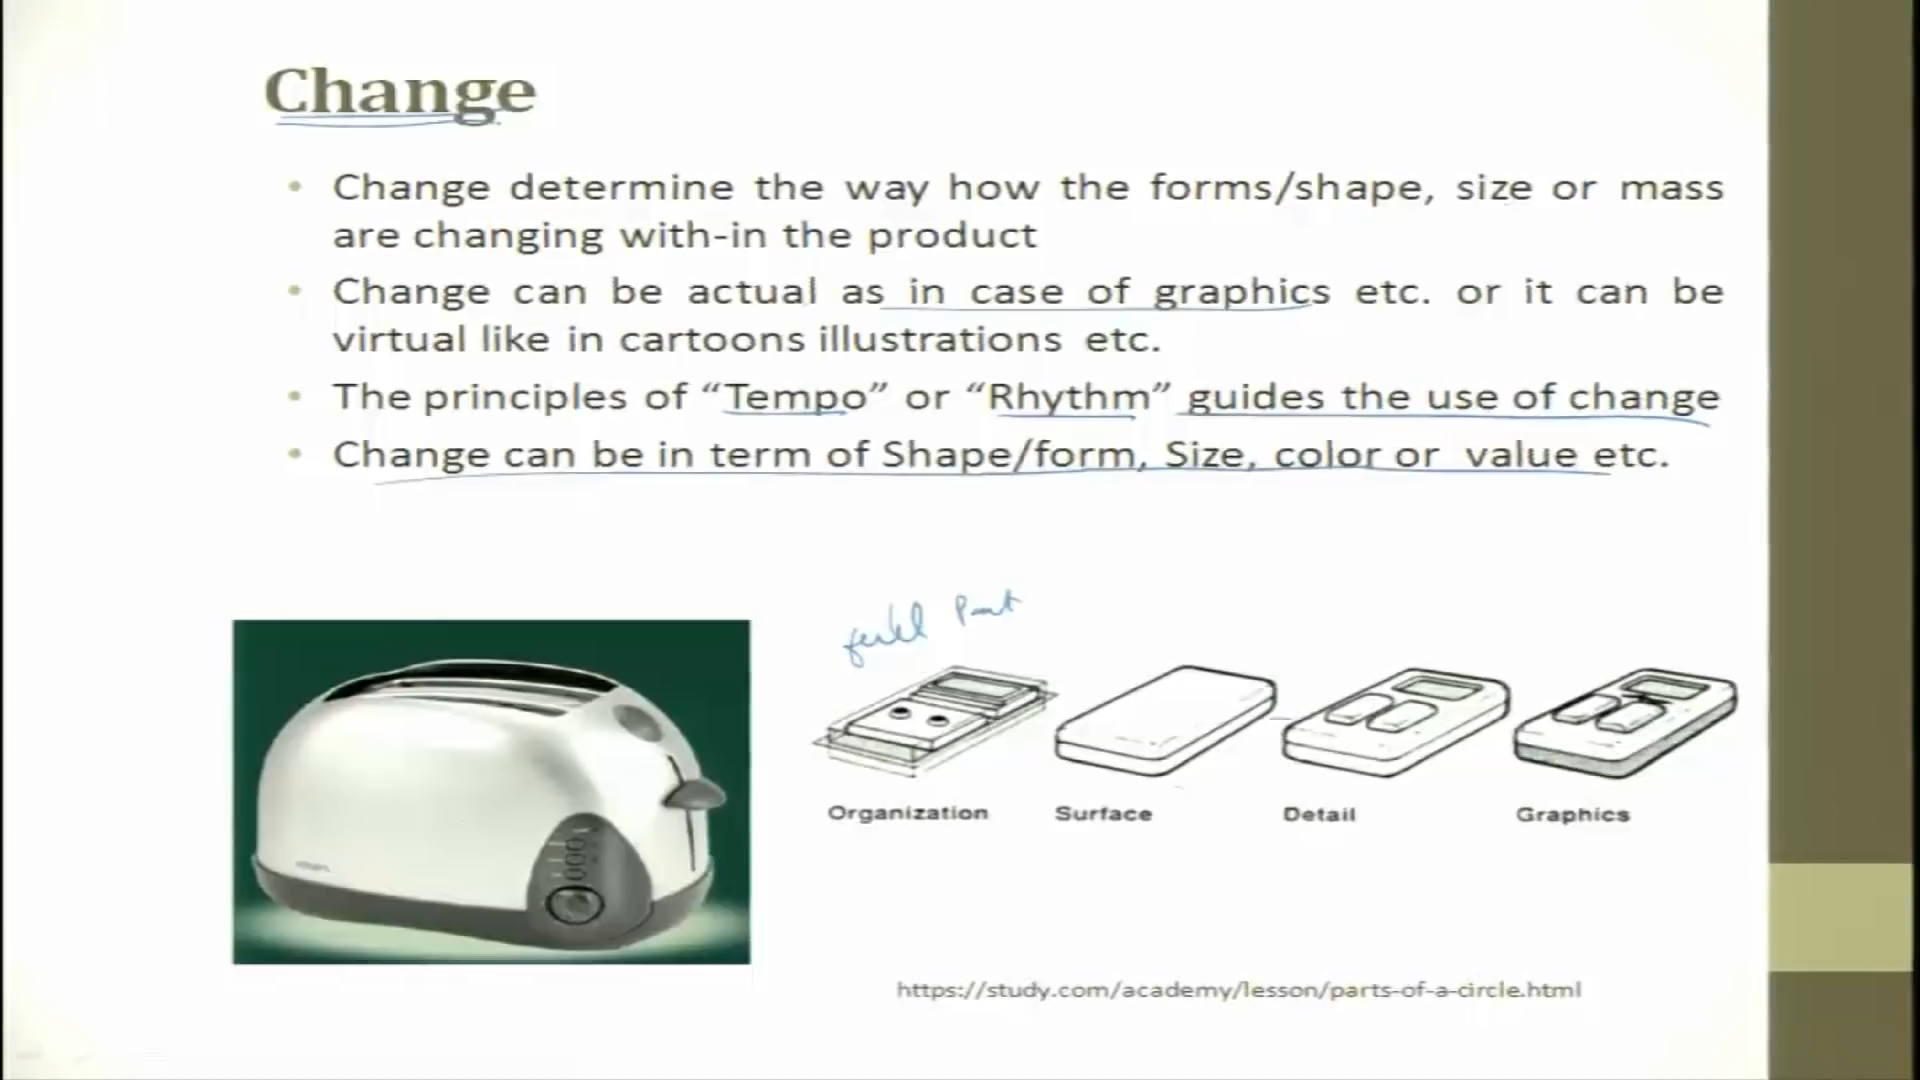 Change
• Change determine the way how the forms/shape, size or mass
are changing with-in the product
• Change can be actual as in case of graphics etc. or it can be
virtual like in cartoons illustrations etc.
• The principles of “Tempo” or “Rhythm” guides the use of change
• Change can be in term of Shape/form, Size, color or value etc.
Organization Surface Detail Graphics
https://study.com/academy/lesson/parts-of-a-circle.html